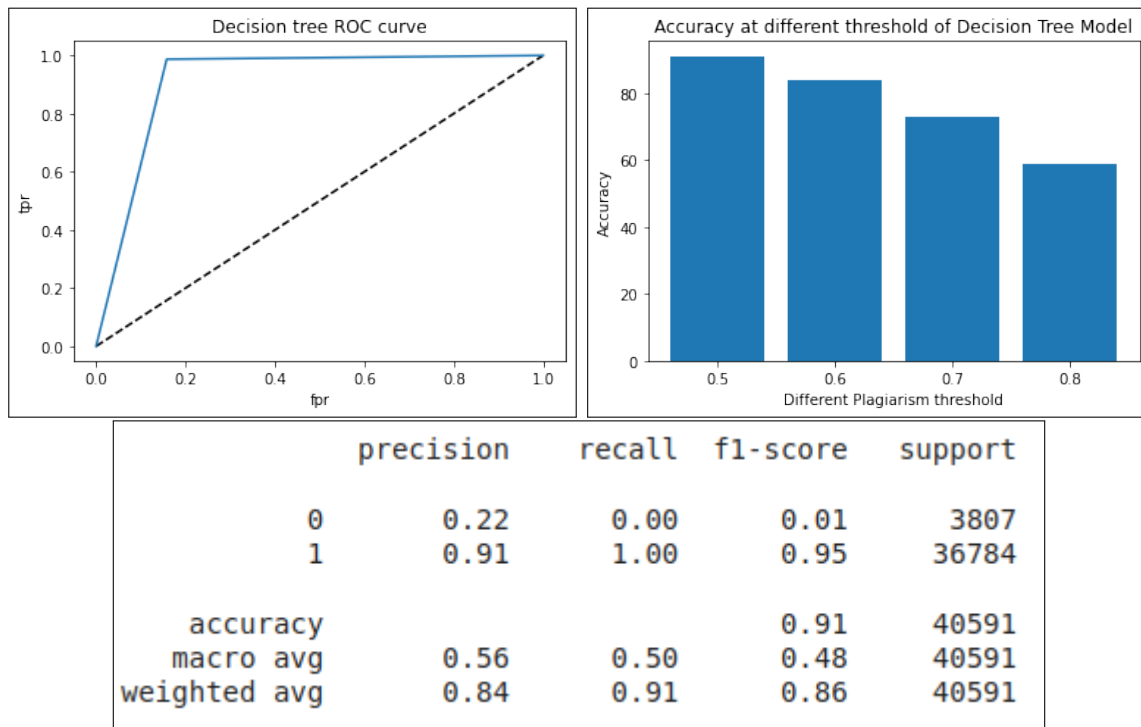 Decision tree ROC curve
1.0
0.8
0.6
0.4
0.2
0.0
tpr
0.0 0.2 0.4 0.6 0.8 1.0
fpr
Accuracy at different threshold of Decision Tree Model
80
60
40
20
0
Accuracy
0.5 0.6 0.7 0.8
Different Plagiarism threshold
precision recall f1-score support
0 0.22 0.00 0.01 3807
1 0.91 1.00 0.95 36784
accuracy 0.91 40591
macro avg 0.56 0.50 0.48 40591
weighted avg 0.84 0.91 0.86 40591